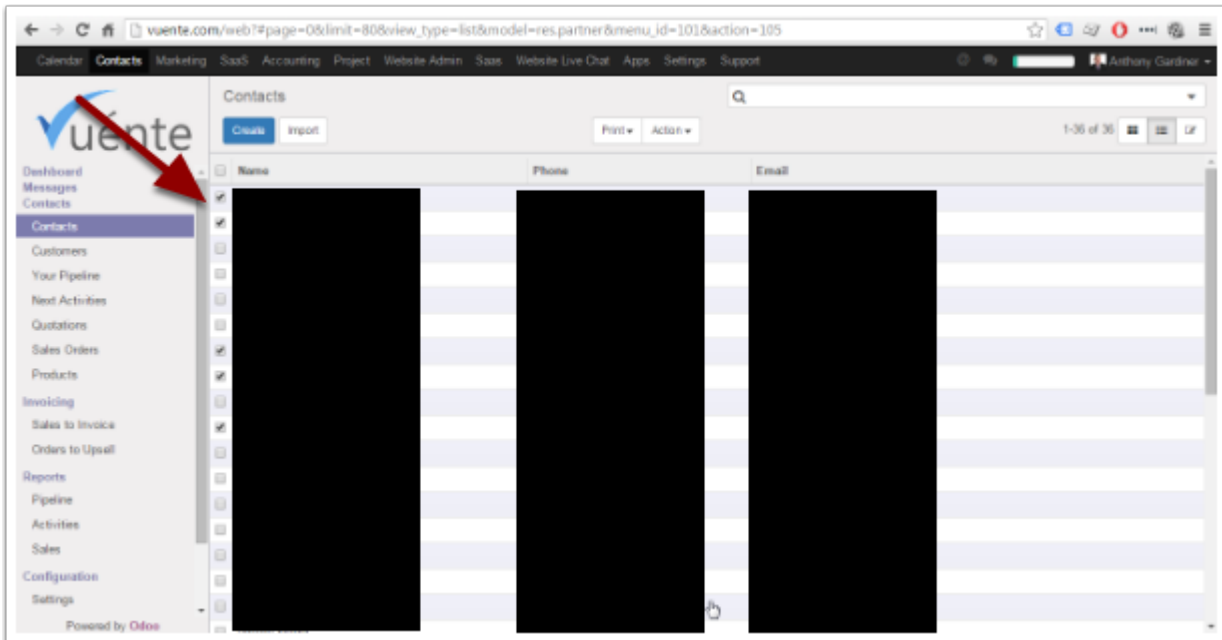 vuente.com/web?#page=0&limit=80&view_type=list&model=res.partner&menu_id=101&action=105
Calendar Contacts Marketing SaaS Accounting Project Website Admin Saas Website Live Chat Apps Settings Support Anthony Gardiner
Vuénte
Contacts
Create Import Print Action 1-36 of 36
Name Phone Email
Dashboard
Messages
Contacts
Contacts
Customers
Your Pipeline
Next Activities
Quotations
Sales Orders
Products
Invoicing
Sales to Invoice
Orders to Upsell
Reports
Pipeline
Activities
Sales
Configuration
Settings
Powered by Odoo